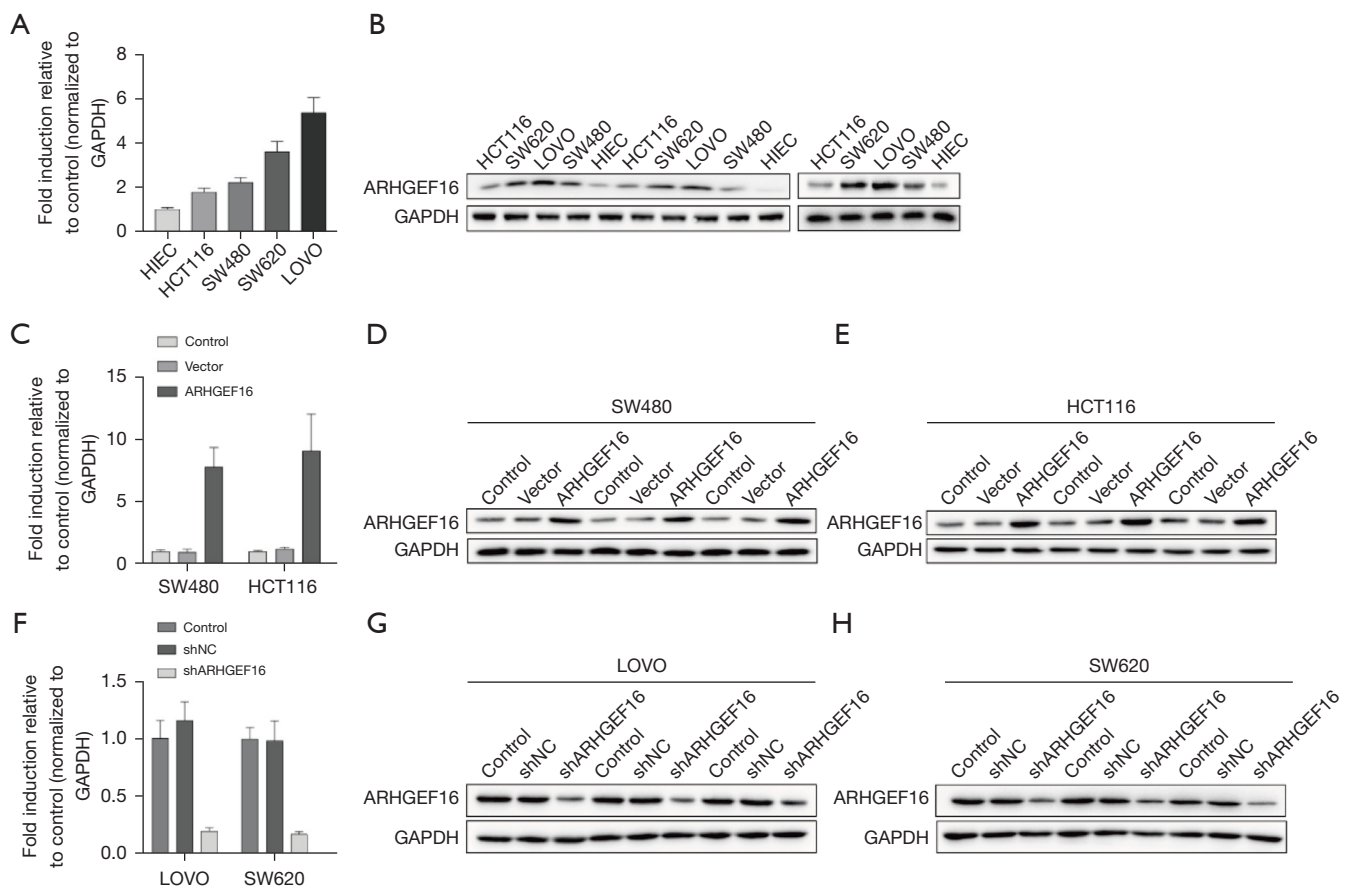 A
Fold induction relative
to control (normalized to
GAPDH)
8
6
4
2
0
HIEC
HCT116
SW480
SW620
LOVO
B
HCT116
SW620
LOVO
SW480
HIEC
HCT116
SW620
LOVO
SW480
HIEC
HCT116
SW620
LOVO
SW480
HIEC
ARHGEF16
GAPDH
C
Control
Vector
ARHGEF16
Fold induction relative
to control (normalized to
GAPDH)
15
10
5
0
SW480
HCT116
D
SW480
Control
Vector
ARHGEF16
Control
Vector
ARHGEF16
Control
Vector
ARHGEF16
ARHGEF16
GAPDH
E
HCT116
Control
Vector
ARHGEF16
Control
Vector
ARHGEF16
Control
Vector
ARHGEF16
ARHGEF16
GAPDH
F
Control
shNC
shARHGEF16
Fold induction relative
to control (normalized to
GAPDH)
1.5
1.0
0.5
0.0
LOVO
SW620
G
LOVO
Control
shNC
shARHGEF16
Control
shNC
shARHGEF16
Control
shNC
shARHGEF16
ARHGEF16
GAPDH
H
SW620
Control
shNC
shARHGEF16
Control
shNC
shARHGEF16
Control
shNC
shARHGEF16
ARHGEF16
GAPDH